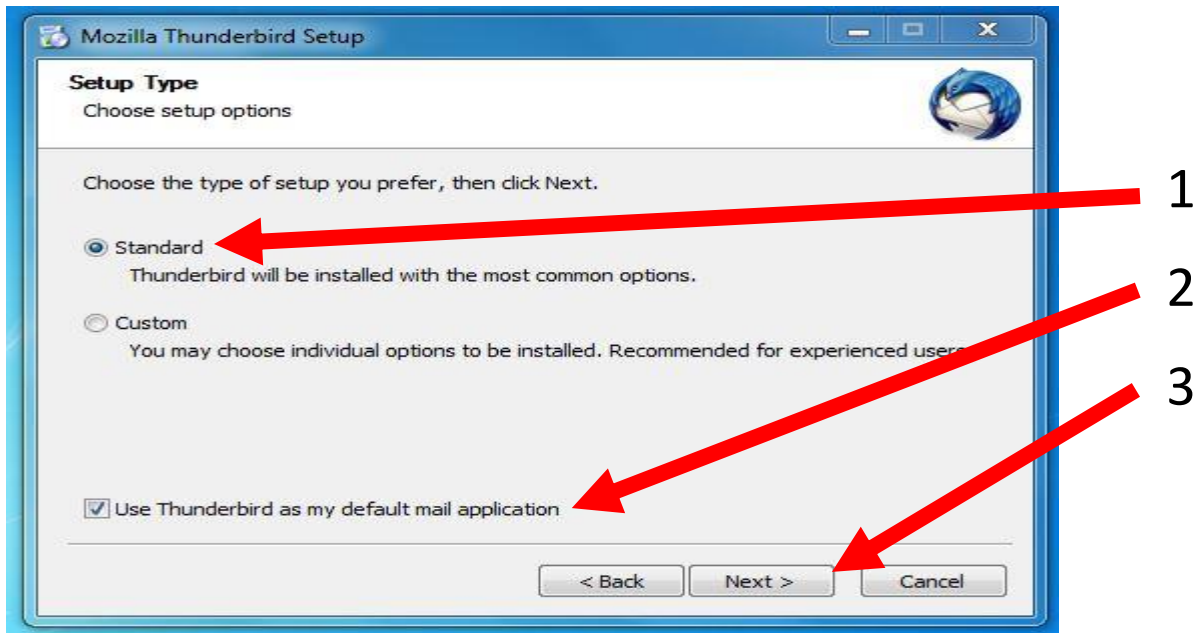 Mozilla Thunderbird Setup
Setup Type
Choose setup options
Choose the type of setup you prefer, then click Next.
1
Standard
Thunderbird will be installed with the most common options.
2
Custom
You may choose individual options to be installed. Recommended for experienced users
3
Use Thunderbird as my default mail application
< Back
Next >
Cancel